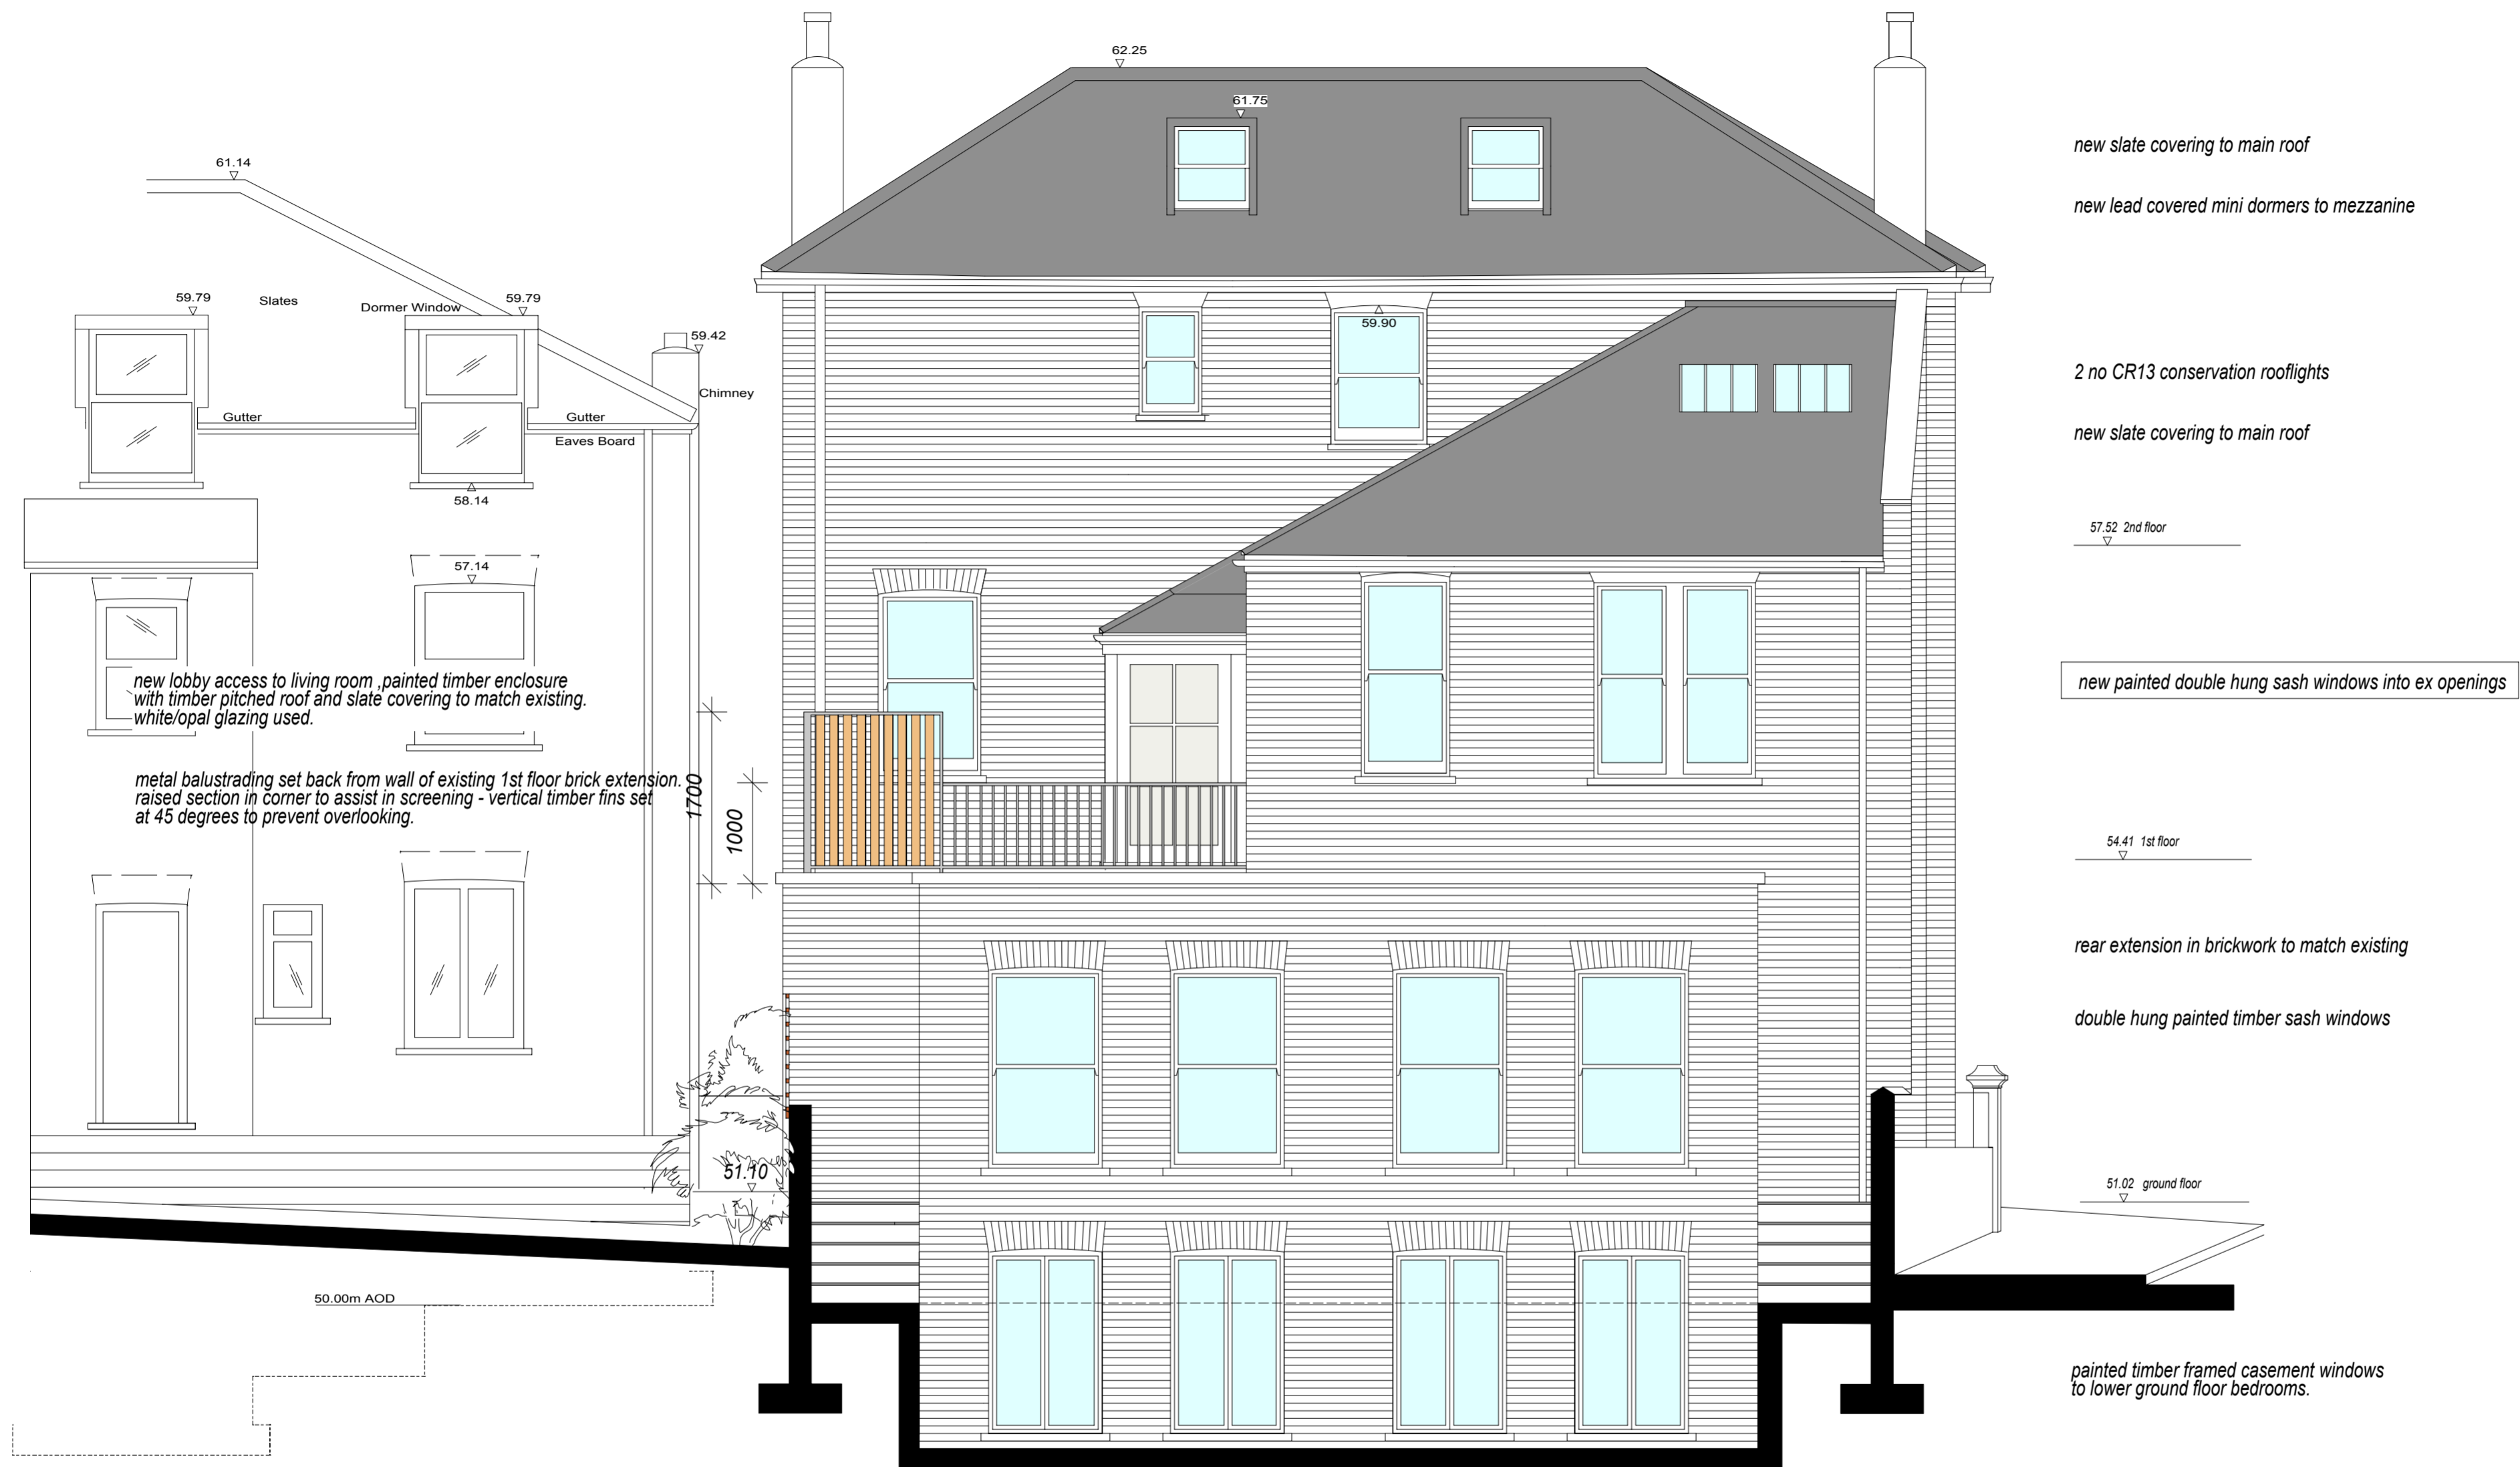 62.25
61.75
61.14
59.79
Slates
Dormer Window
59.79
59.42
Chimney
Gutter
Gutter
Eaves Board
58.14
57.14
59.90
new lobby access to living room ,painted timber enclosure
with timber pitched roof and slate covering to match existing.
white/opal glazing used.
metal balustrading set back from wall of existing 1st floor brick extension.
raised section in corner to assist in screening - vertical timber fins set
at 45 degrees to prevent overlooking.
1700
1000
51.10
50.00m AOD
new slate covering to main roof
new lead covered mini dormers to mezzanine
2 no CR13 conservation rooflights
new slate covering to main roof
57.52 2nd floor
new painted double hung sash windows into ex openings
54.41 1st floor
rear extension in brickwork to match existing
double hung painted timber sash windows
51.02 ground floor
painted timber framed casement windows
to lower ground floor bedrooms.